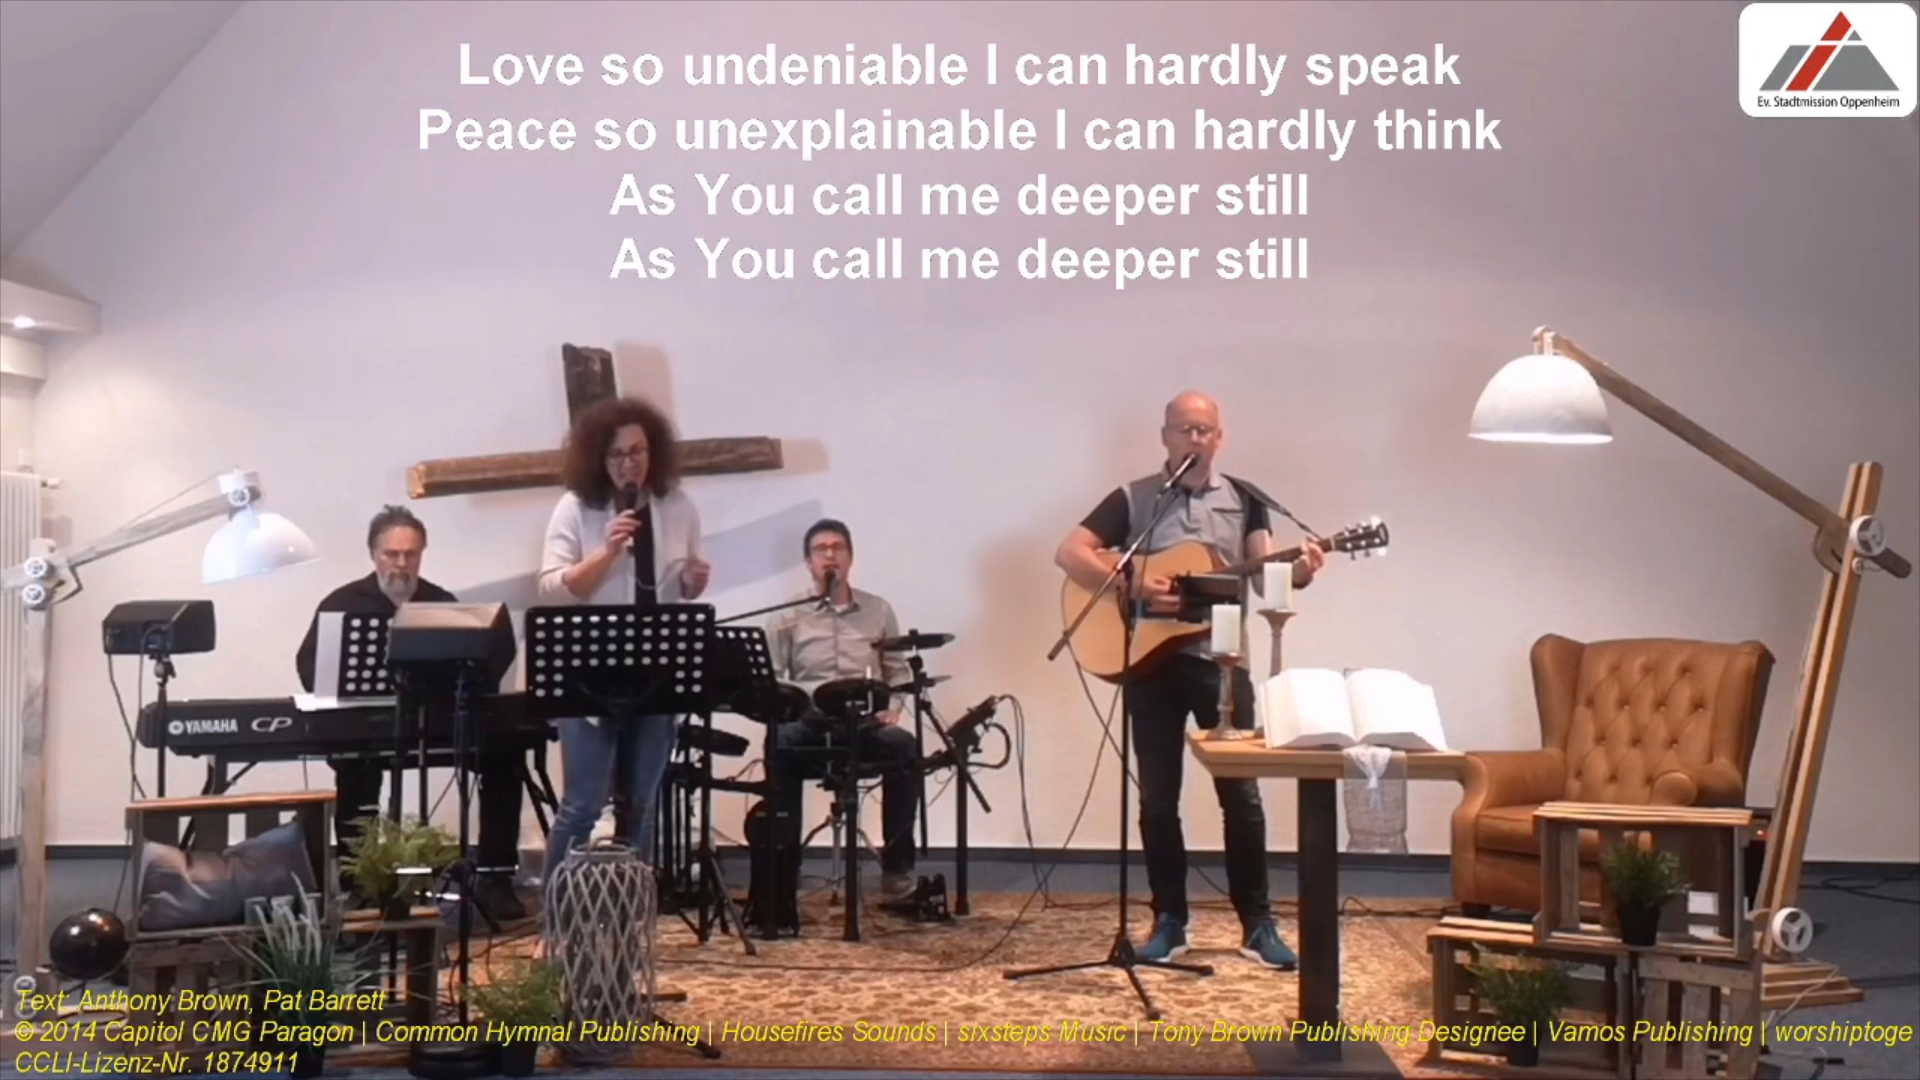 Love so undeniable I can hardly speak
Peace so unexplainable I can hardly think
As You call me deeper still
As You call me deeper still
Ev. Stadtmission Oppenheim
YAMAHA CP
Text: Anthony Brown, Pat Barrett
© 2014 Capitol CMG Paragon | Common Hymnal Publishing | Housefires Sounds | sixsteps Music | Tony Brown Publishing Designee | Vamos Publishing | worshiptoge
CCLI-Lizenz-Nr. 1874911